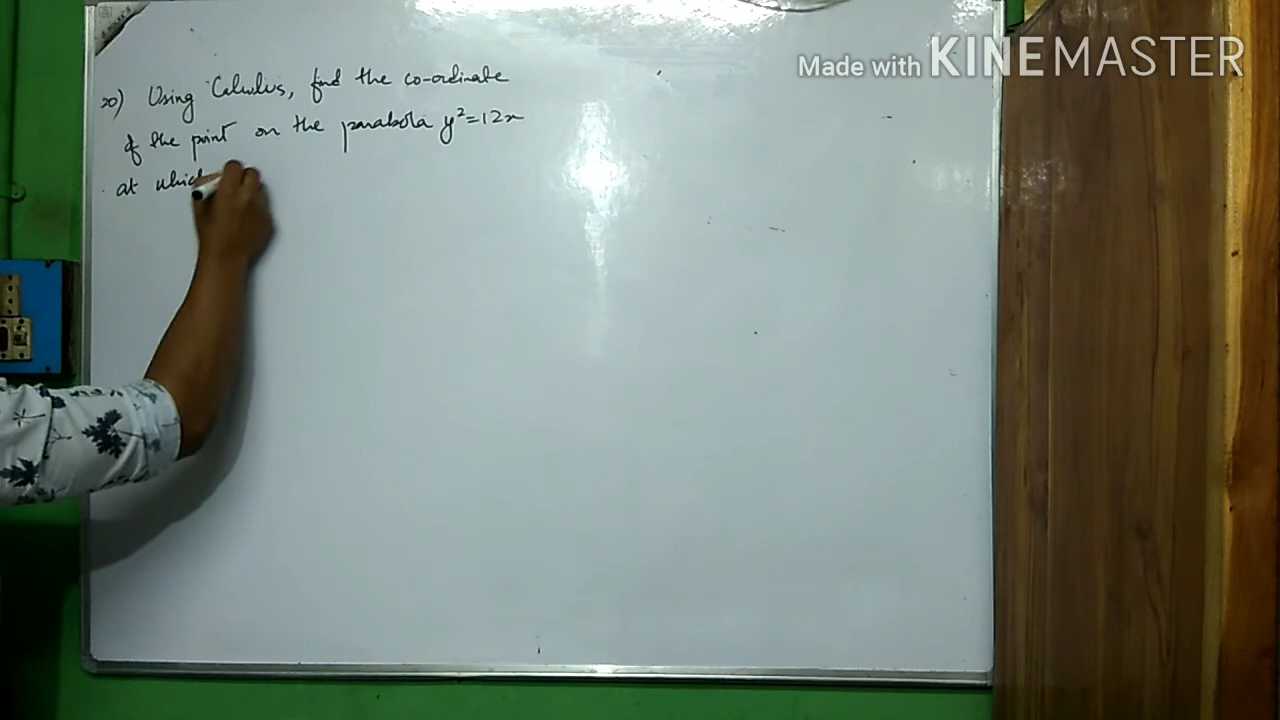 Made with KINEMASTER
20) Using Calculus, find the co-ordinate
of the point on the parabola y²=12x
at which